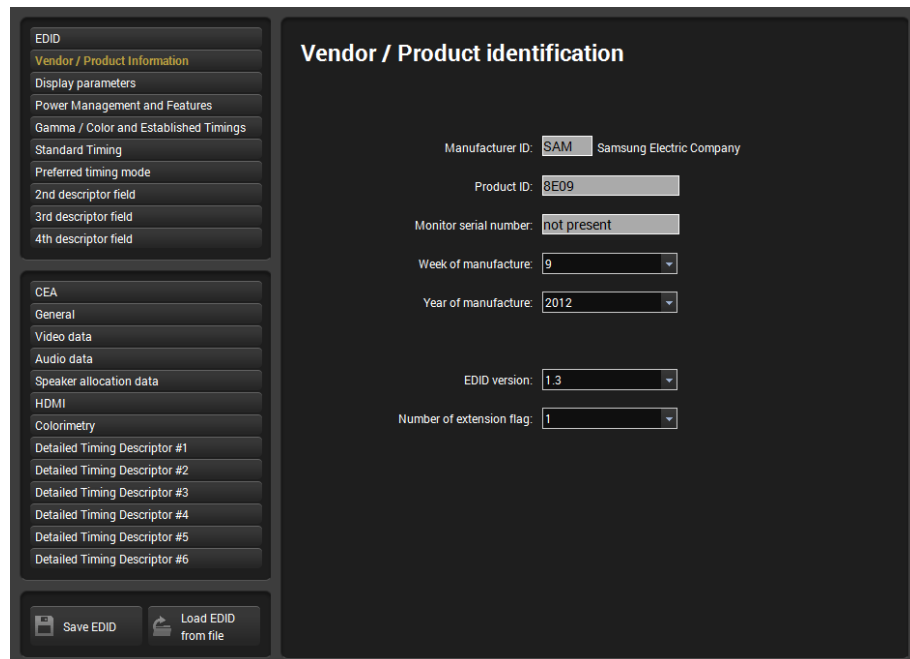 EDID
Vendor / Product Information
Display parameters
Power Management and Features
Gamma / Color and Established Timings
Standard Timing
Preferred timing mode
2nd descriptor field
3rd descriptor field
4th descriptor field
CEA
General
Video data
Audio data
Speaker allocation data
HDMI
Colorimetry
Detailed Timing Descriptor #1
Detailed Timing Descriptor #2
Detailed Timing Descriptor #3
Detailed Timing Descriptor #4
Detailed Timing Descriptor #5
Detailed Timing Descriptor #6
Save EDID
Load EDID
from file
Vendor / Product identification
Manufacturer ID: SAM Samsung Electric Company
Product ID: 8E09
Monitor serial number: not present
Week of manufacture: 9
Year of manufacture: 2012
EDID version: 1.3
Number of extension flag: 1